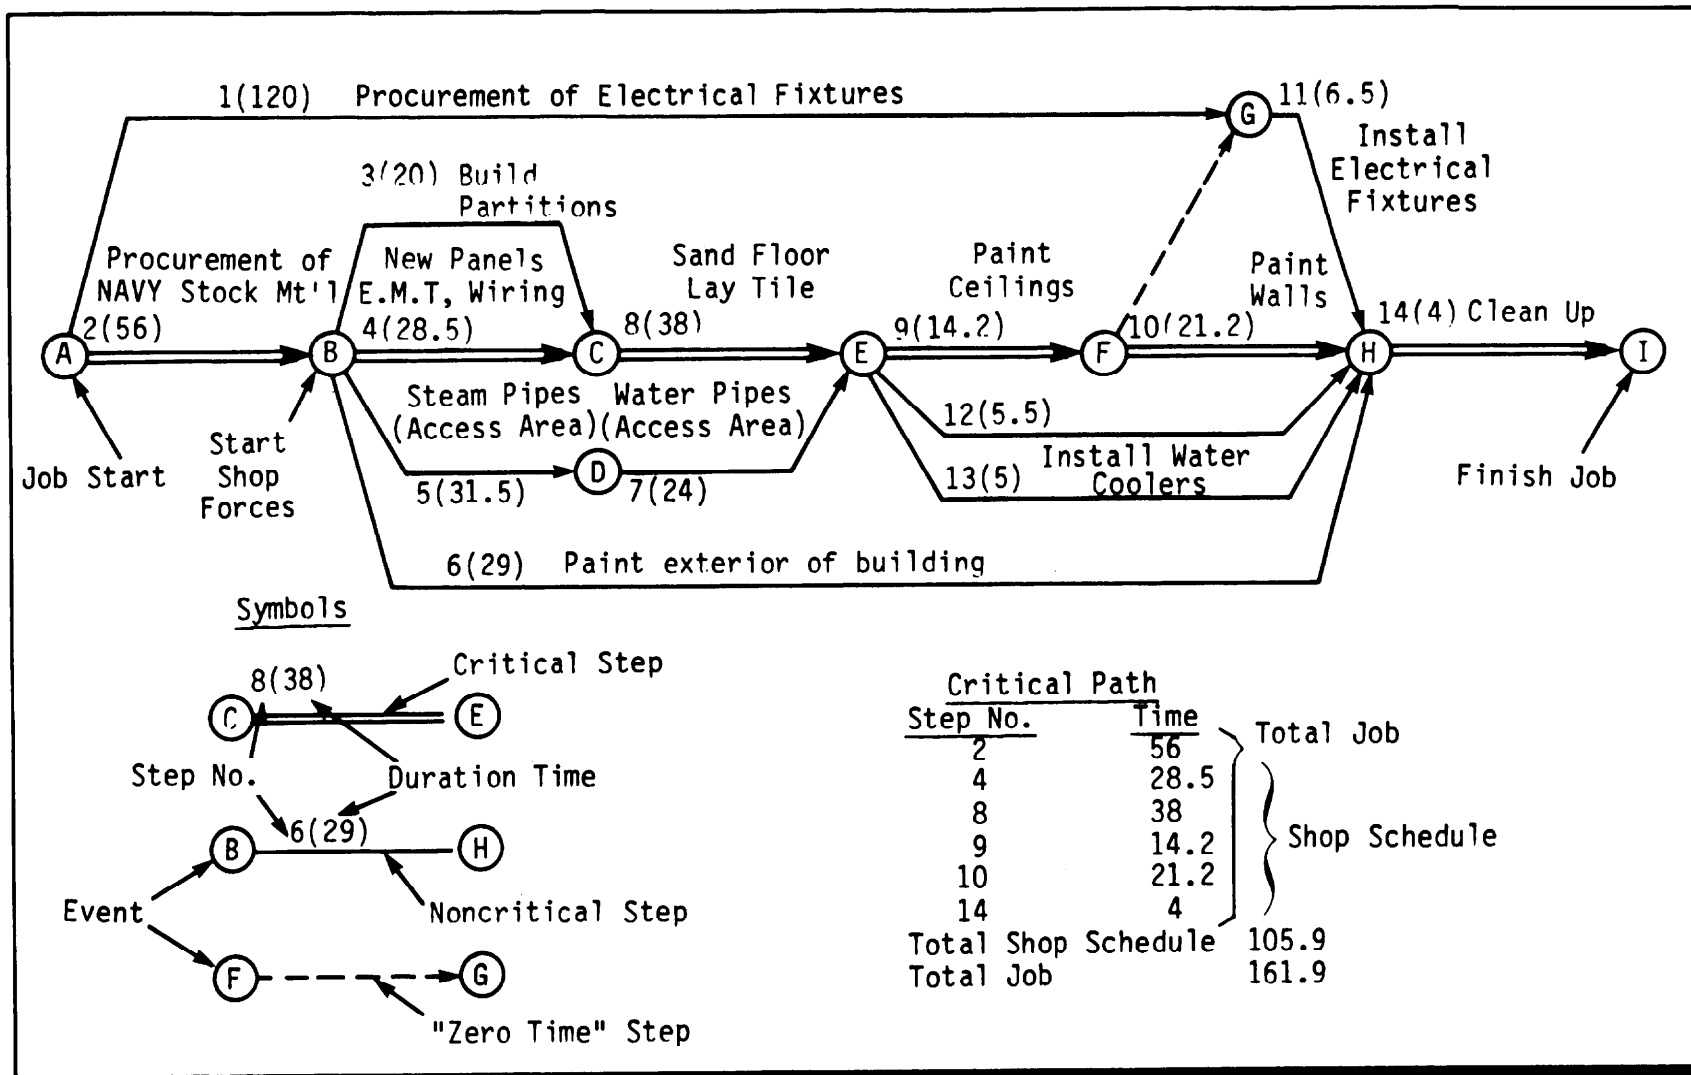 1(120) Procurement of Electrical Fixtures
G
11(6.5)
Install
Electrical
Fixtures
3(20) Build
Partitions
Procurement of
NAVY Stock Mt'l
New Panels
E.M.T, Wiring
Sand Floor
Lay Tile
Paint
Ceilings
Paint
Walls
2(56)
4(28.5)
8(38)
9(14.2)
10(21.2)
14(4) Clean Up
A
B
C
E
F
H
I
Steam Pipes
(Access Area)
Water Pipes
(Access Area)
12(5.5)
Job Start
Start
Shop
Forces
5(31.5)
D
7(24)
13(5)
Install Water
Coolers
Finish Job
6(29) Paint exterior of building
Symbols
8(38)
Critical Step
C
E
Step No.
Duration Time
6(29)
B
H
Event
Noncritical Step
F
G
"Zero Time" Step
Critical Path
Step No. Time
2 56
4 28.5
8 38
9 14.2
10 21.2
14 4
Total Job
Shop Schedule
Total Shop Schedule 105.9
Total Job 161.9